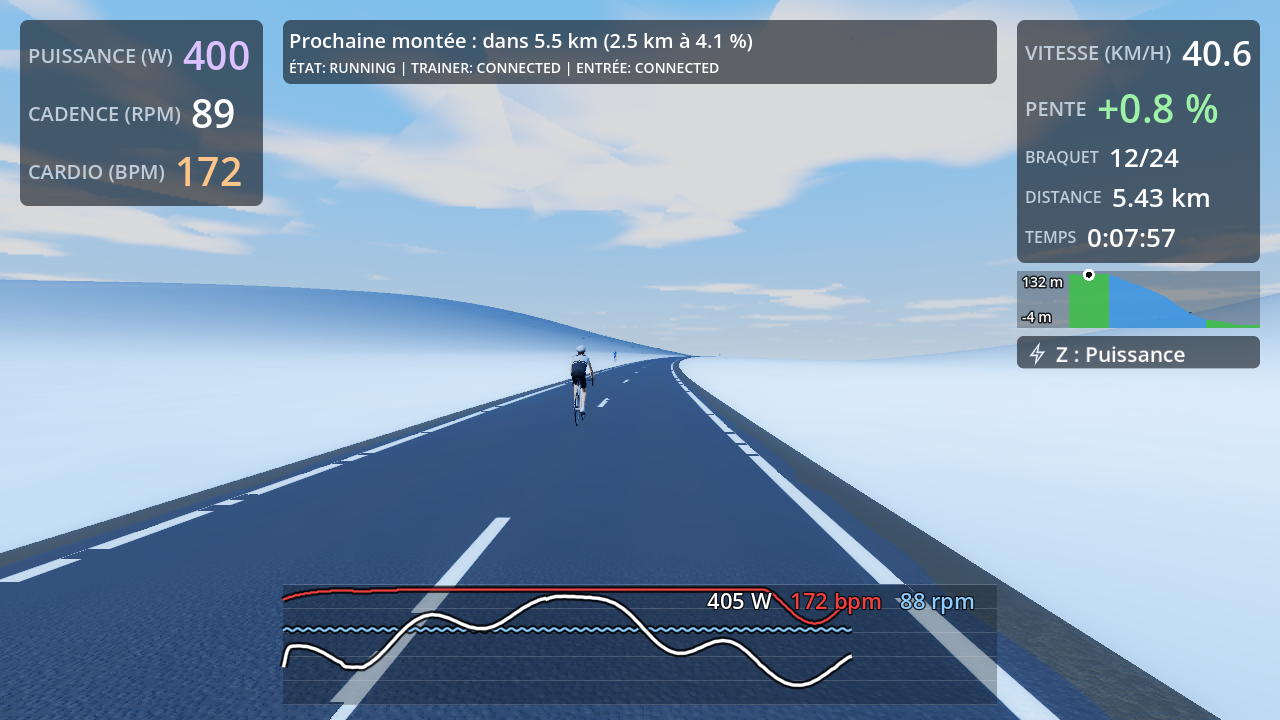 PUISSANCE (W) 400
CADENCE (RPM) 89
CARDIO (BPM) 172
Prochaine montée : dans 5.5 km (2.5 km à 4.1 %)
ÉTAT: RUNNING | TRAINER: CONNECTED | ENTRÉE: CONNECTED
VITESSE (KM/H) 40.6
PENTE +0.8 %
BRAQUET 12/24
DISTANCE 5.43 km
TEMPS 0:07:57
132 m
-4 m
Z : Puissance
405 W 172 bpm 88 rpm